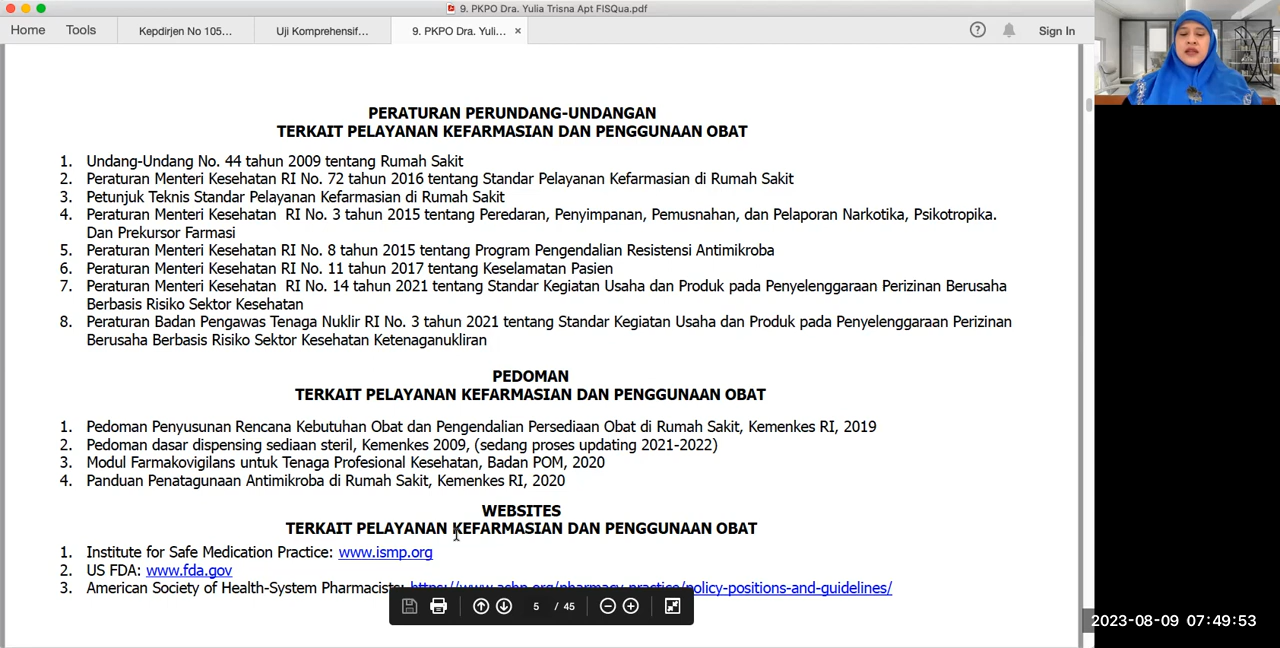 9. PKPO Dra. Yulia Trisna Apt FISQua.pdf
Home Tools Kepdirjen No 105... Uji Komprehensif... 9. PKPO Dra. Yuli... × Sign In
PERATURAN PERUNDANG-UNDANGAN
TERKAIT PELAYANAN KEFARMASIAN DAN PENGGUNAAN OBAT
1. Undang-Undang No. 44 tahun 2009 tentang Rumah Sakit
2. Peraturan Menteri Kesehatan RI No. 72 tahun 2016 tentang Standar Pelayanan Kefarmasian di Rumah Sakit
3. Petunjuk Teknis Standar Pelayanan Kefarmasian di Rumah Sakit
4. Peraturan Menteri Kesehatan RI No. 3 tahun 2015 tentang Peredaran, Penyimpanan, Pemusnahan, dan Pelaporan Narkotika, Psikotropika.
Dan Prekursor Farmasi
5. Peraturan Menteri Kesehatan RI No. 8 tahun 2015 tentang Program Pengendalian Resistensi Antimikroba
6. Peraturan Menteri Kesehatan RI No. 11 tahun 2017 tentang Keselamatan Pasien
7. Peraturan Menteri Kesehatan RI No. 14 tahun 2021 tentang Standar Kegiatan Usaha dan Produk pada Penyelenggaraan Perizinan Berusaha
Berbasis Risiko Sektor Kesehatan
8. Peraturan Badan Pengawas Tenaga Nuklir RI No. 3 tahun 2021 tentang Standar Kegiatan Usaha dan Produk pada Penyelenggaraan Perizinan
Berusaha Berbasis Risiko Sektor Kesehatan Ketenaganukliran
PEDOMAN
TERKAIT PELAYANAN KEFARMASIAN DAN PENGGUNAAN OBAT
1. Pedoman Penyusunan Rencana Kebutuhan Obat dan Pengendalian Persediaan Obat di Rumah Sakit, Kemenkes RI, 2019
2. Pedoman dasar dispensing sediaan steril, Kemenkes 2009, (sedang proses updating 2021-2022)
3. Modul Farmakovigilans untuk Tenaga Profesional Kesehatan, Badan POM, 2020
4. Panduan Penatagunaan Antimikroba di Rumah Sakit, Kemenkes RI, 2020
WEBSITES
TERKAIT PELAYANAN KEFARMASIAN DAN PENGGUNAAN OBAT
1. Institute for Safe Medication Practice: www.ismp.org
2. US FDA: www.fda.gov
3. American Society of Health-System Pharmacists: https://www.ashp.org/pharmacy-practice/policy-positions-and-guidelines/
5 / 45
2023-08-09 07:49:53